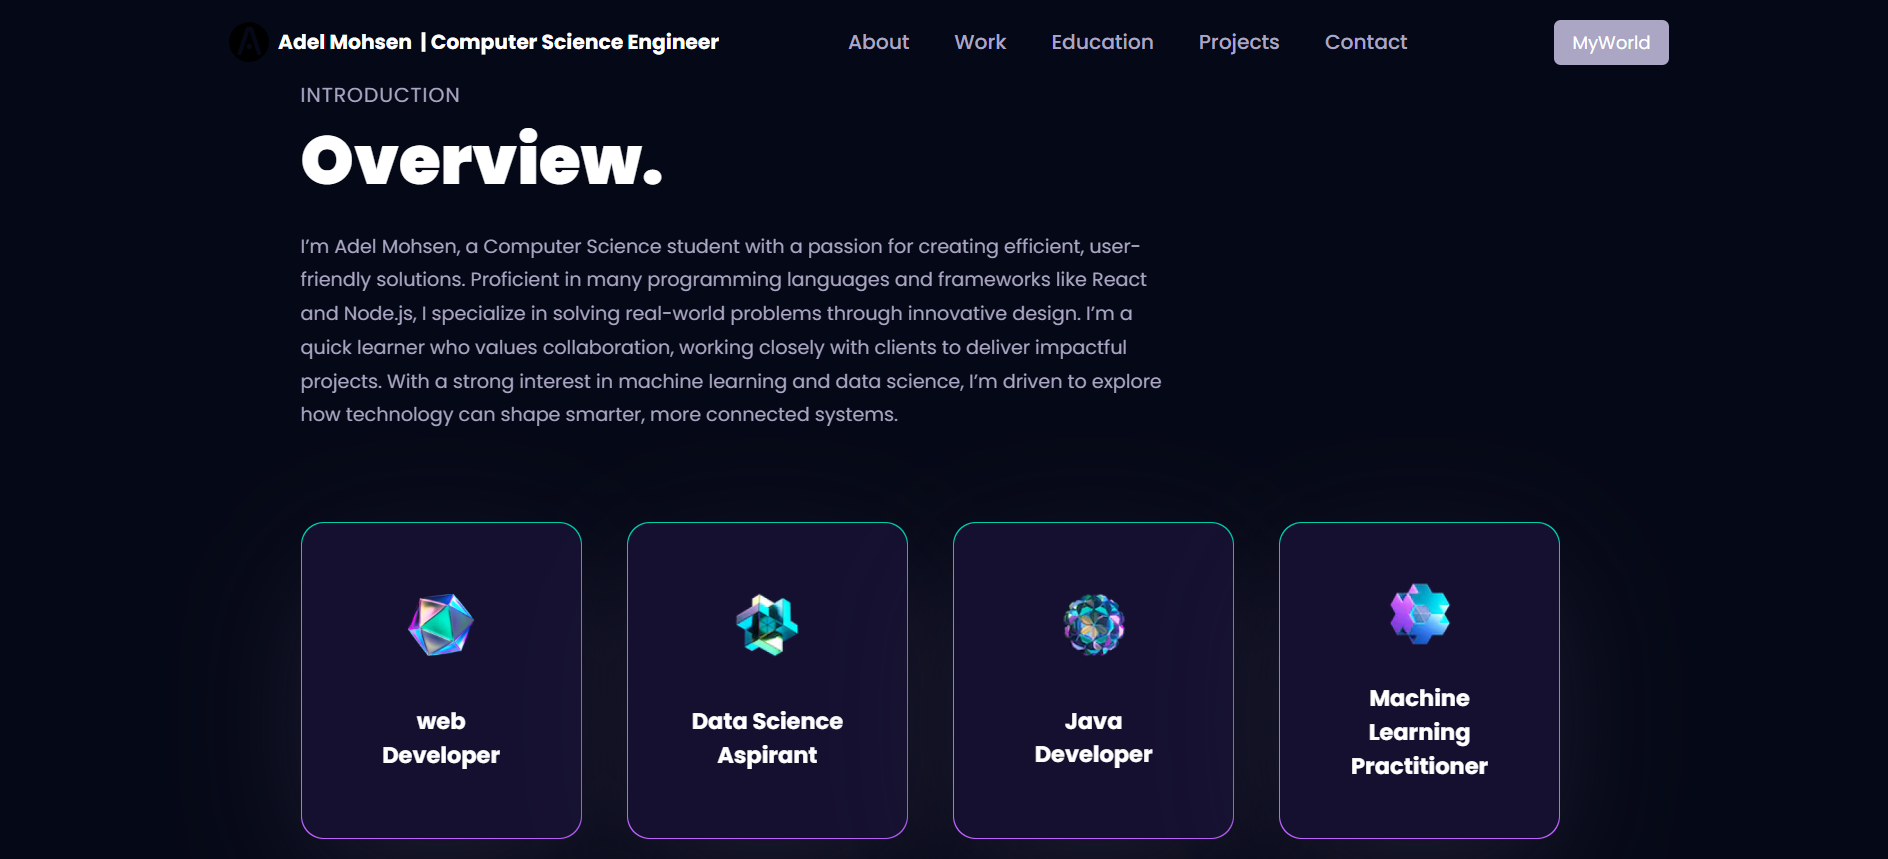 Adel Mohsen | Computer Science Engineer
About
Work
Education
Projects
Contact
MyWorld
INTRODUCTION
Overview.
I’m Adel Mohsen, a Computer Science student with a passion for creating efficient, user-
friendly solutions. Proficient in many programming languages and frameworks like React
and Node.js, I specialize in solving real-world problems through innovative design. I’m a
quick learner who values collaboration, working closely with clients to deliver impactful
projects. With a strong interest in machine learning and data science, I’m driven to explore
how technology can shape smarter, more connected systems.
web
Developer
Data Science
Aspirant
Java
Developer
Machine
Learning
Practitioner